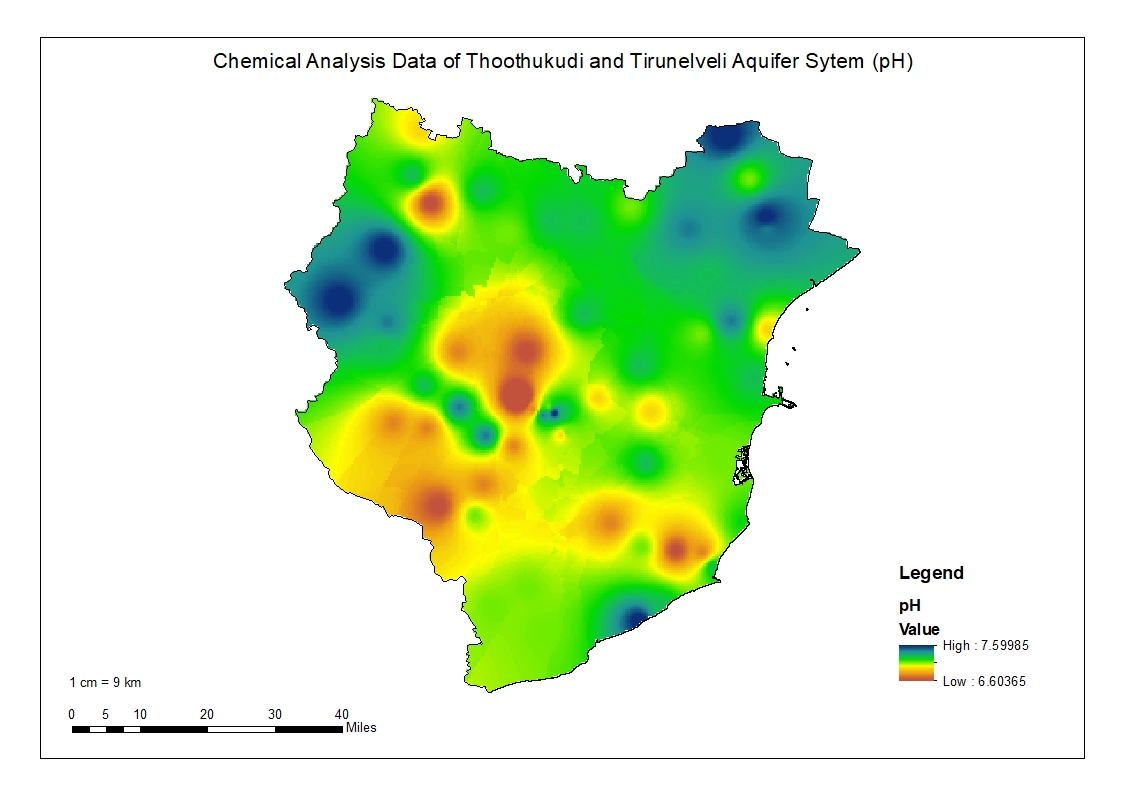 Chemical Analysis Data of Thoothukudi and Tirunelveli Aquifer Sytem (pH)
Legend
pH
Value
High : 7.59985
Low : 6.60365
1 cm = 9 km
0 5 10 20 30 40
Miles